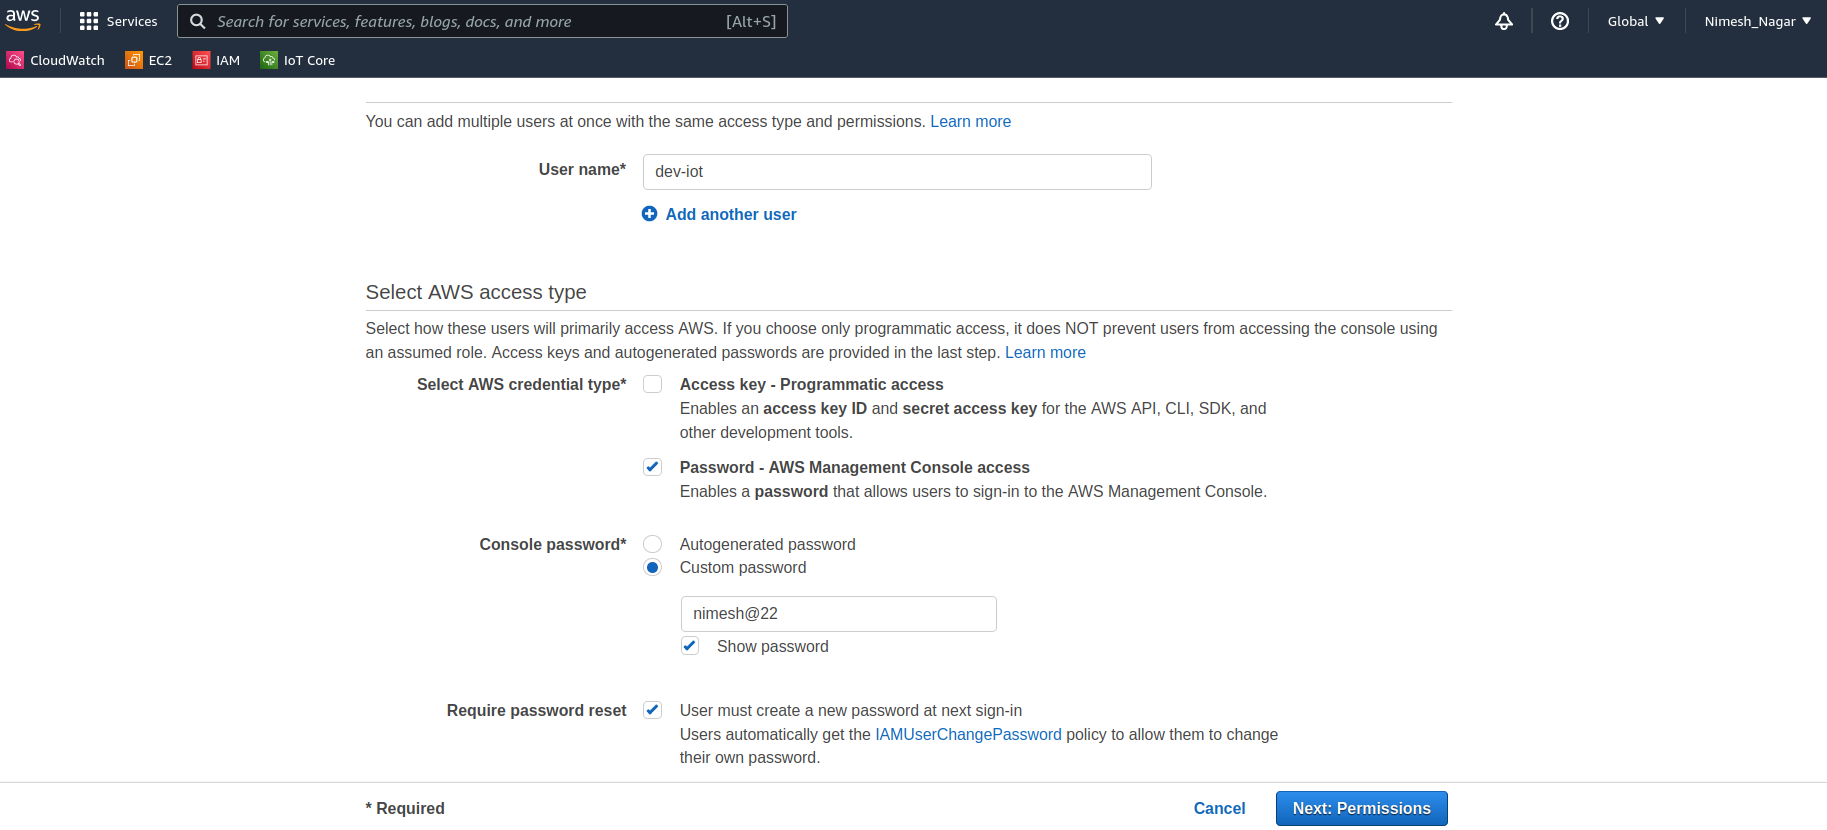 aws Services Search for services, features, blogs, docs, and more [Alt+S] Global Nimesh_Nagar
CloudWatch EC2 IAM IoT Core
You can add multiple users at once with the same access type and permissions. Learn more
User name* dev-iot
Add another user
Select AWS access type
Select how these users will primarily access AWS. If you choose only programmatic access, it does NOT prevent users from accessing the console using
an assumed role. Access keys and autogenerated passwords are provided in the last step. Learn more
Select AWS credential type* Access key - Programmatic access
Enables an access key ID and secret access key for the AWS API, CLI, SDK, and
other development tools.
Password - AWS Management Console access
Enables a password that allows users to sign-in to the AWS Management Console.
Console password* Autogenerated password
Custom password
nimesh@22
Show password
Require password reset User must create a new password at next sign-in
Users automatically get the IAMUserChangePassword policy to allow them to change
their own password.
* Required Cancel Next: Permissions